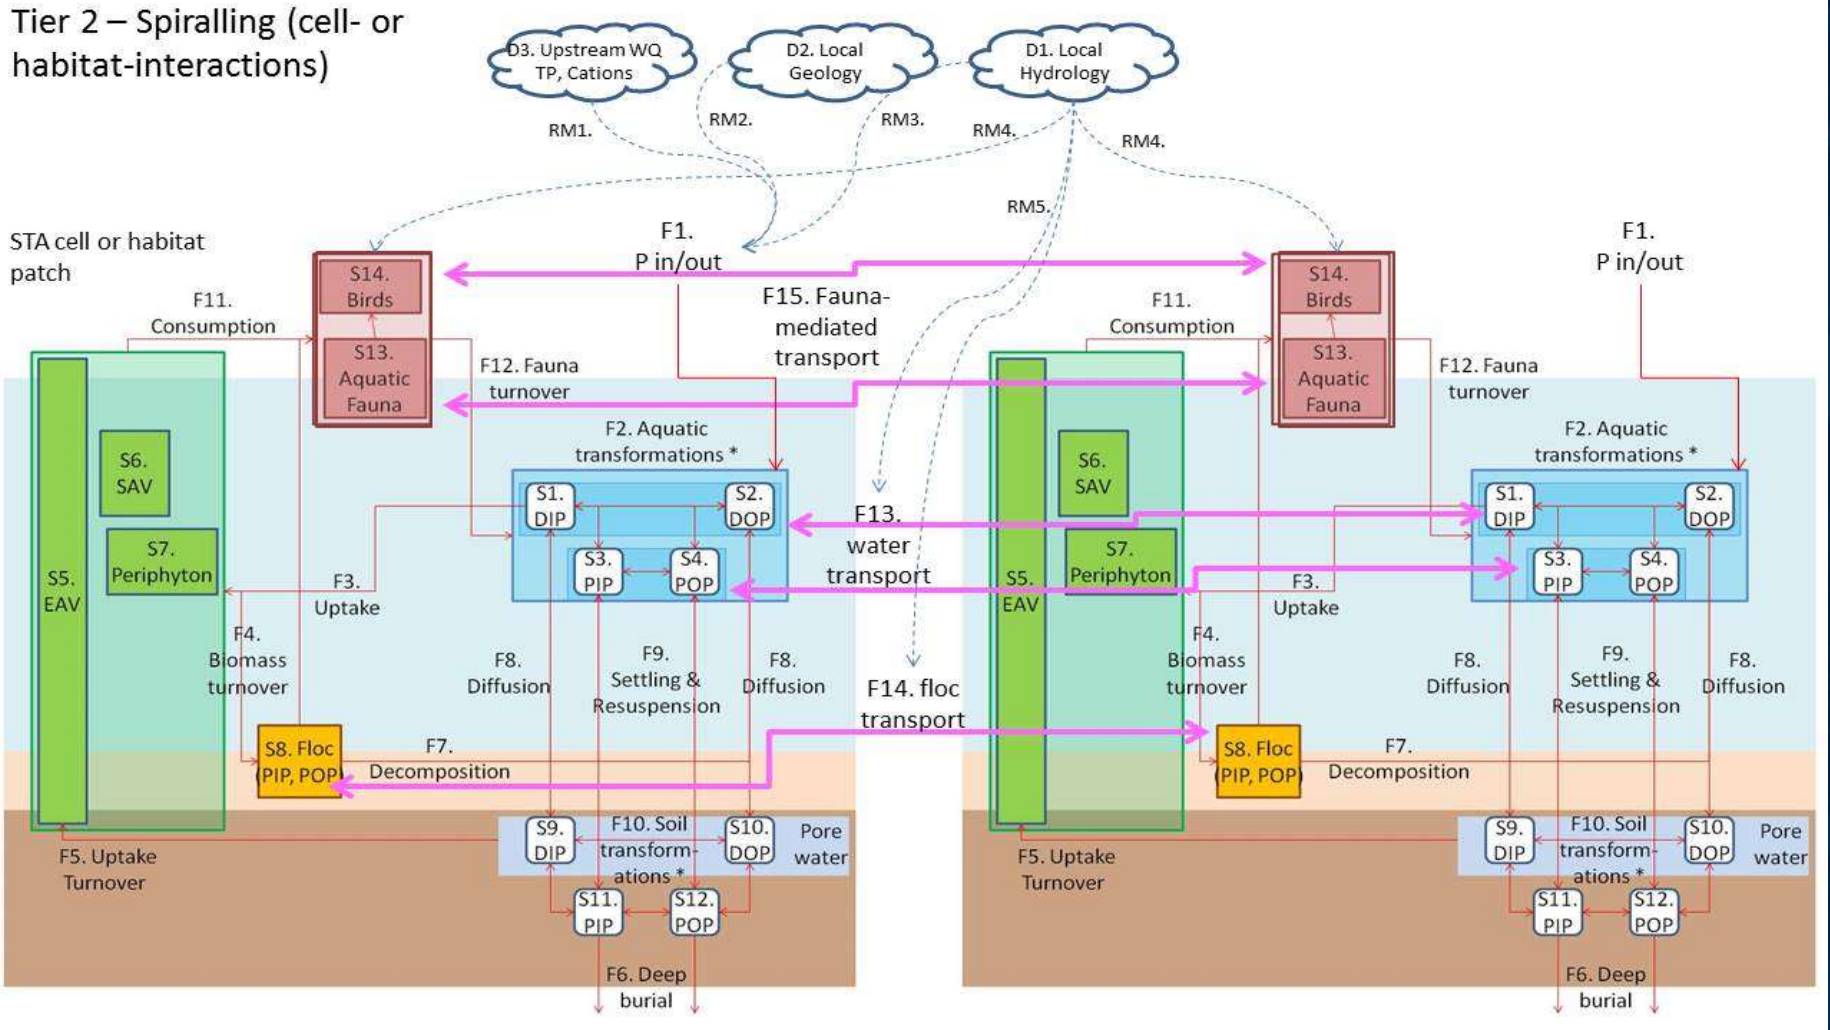 Tier 2 – Spiralling (cell- or
habitat-interactions)
D3. Upstream WQ
TP, Cations
D2. Local
Geology
D1. Local
Hydrology
RM1.
RM2.
RM3.
RM4.
RM4.
RM5.
STA cell or habitat
patch
F1.
P in/out
S14.
Birds
S13.
Aquatic
Fauna
F11.
Consumption
F12. Fauna
turnover
F15. Fauna-
mediated
transport
S5.
EAV
S6.
SAV
S7.
Periphyton
F2. Aquatic
transformations *
S1.
DIP
S2.
DOP
S3.
PIP
S4.
POP
F3.
Uptake
F4.
Biomass
turnover
F8.
Diffusion
F9.
Settling &
Resuspension
F8.
Diffusion
S8. Floc
(PIP, POP)
F7.
Decomposition
S9.
DIP
F10. Soil
transform-
ations *
S10.
DOP
Pore
water
F5. Uptake
Turnover
S11.
PIP
S12.
POP
F6. Deep
burial
F13.
water
transport
F14. floc
transport
F1.
P in/out
S14.
Birds
S13.
Aquatic
Fauna
F11.
Consumption
F12. Fauna
turnover
S5.
EAV
S6.
SAV
S7.
Periphyton
F2. Aquatic
transformations *
S1.
DIP
S2.
DOP
S3.
PIP
S4.
POP
F3.
Uptake
F4.
Biomass
turnover
F8.
Diffusion
F9.
Settling &
Resuspension
F8.
Diffusion
S8. Floc
(PIP, POP)
F7.
Decomposition
S9.
DIP
F10. Soil
transform-
ations *
S10.
DOP
Pore
water
F5. Uptake
Turnover
S11.
PIP
S12.
POP
F6. Deep
burial